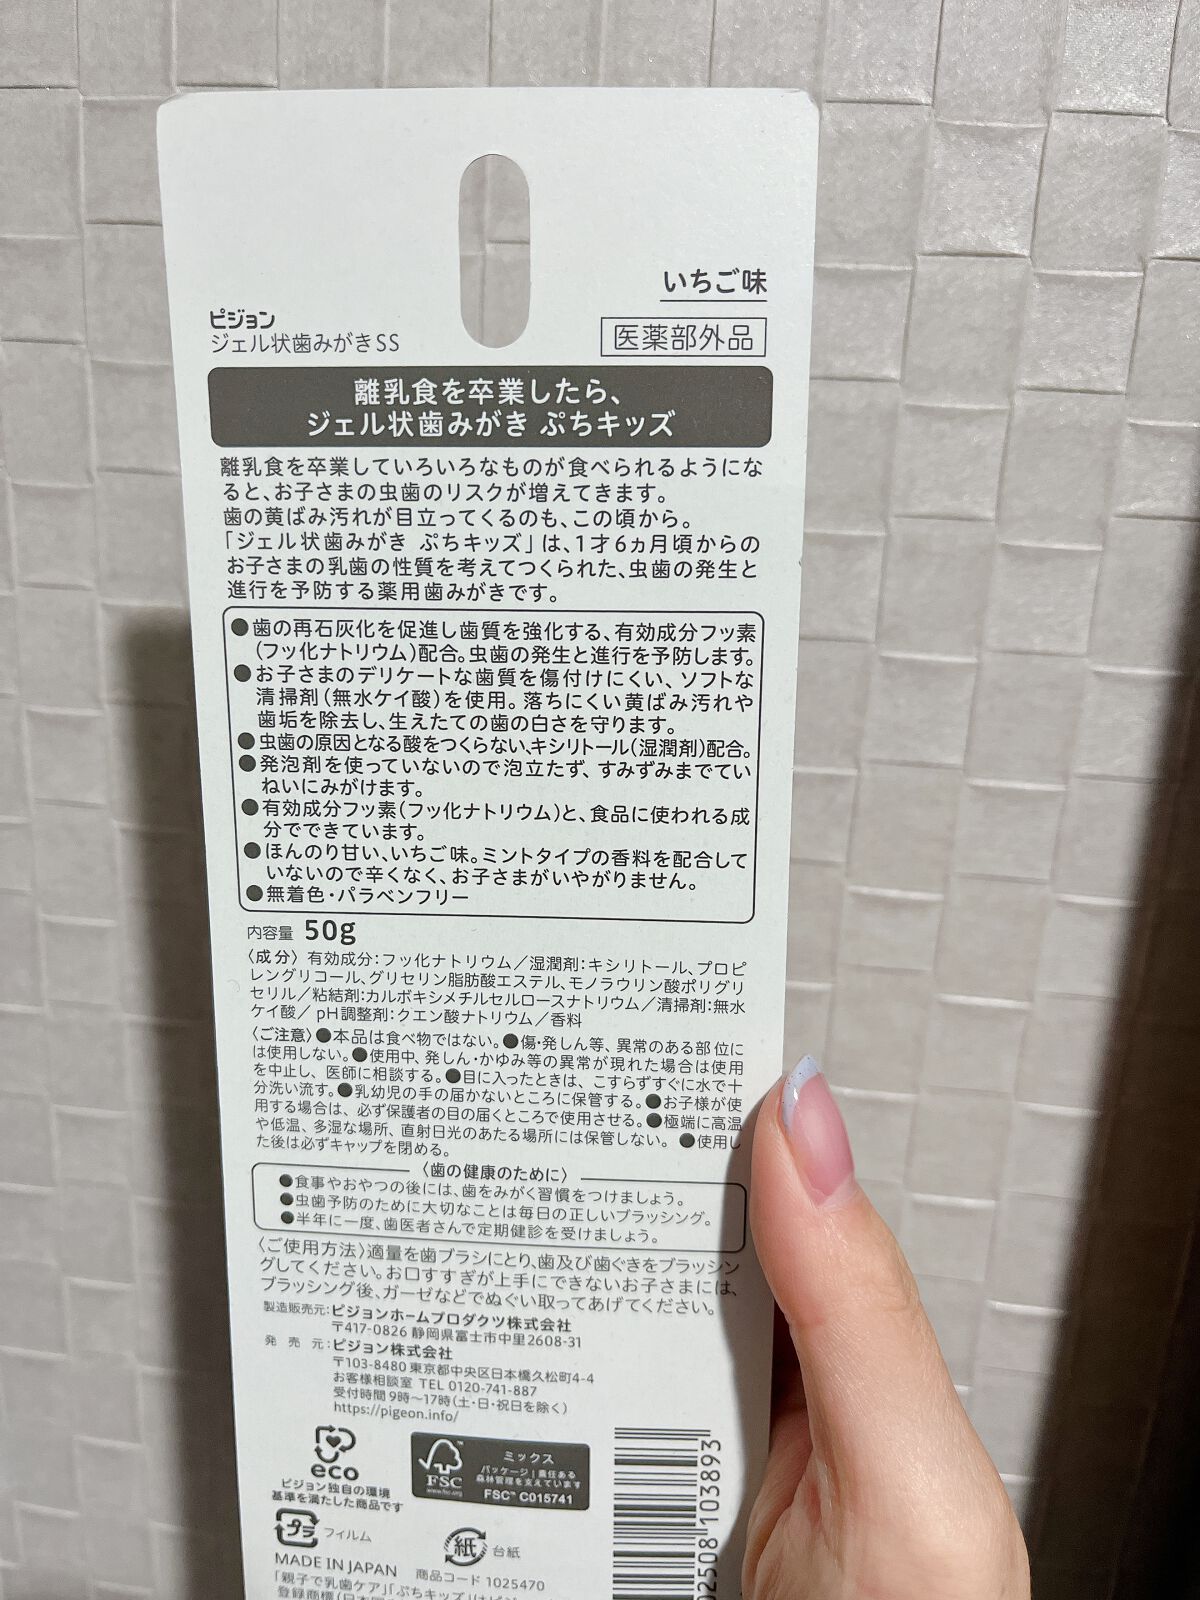 いちご味
ピジョン
ジェル状歯みがきSS
医薬部外品
離乳食を卒業したら、
ジェル状歯みがき ぷちキッズ
離乳食を卒業していろいろなものが食べられるようにな
ると、お子さまの虫歯のリスクが増えてきます。
歯の黄ばみ汚れが目立ってくるのも、この頃から。
「ジェル状歯みがき ぷちキッズ」は、1才6ヵ月頃からの
お子さまの乳歯の性質を考えてつくられた、虫歯の発生と
進行を予防する薬用歯みがきです。
●歯の再石灰化を促進し歯質を強化する、有効成分フッ素
(フッ化ナトリウム)配合。虫歯の発生と進行を予防します。
●お子さまのデリケートな歯質を傷付けにくい、ソフトな
清掃剤(無水ケイ酸)を使用。落ちにくい黄ばみ汚れや
歯垢を除去し、生えたての歯の白さを守ります。
●虫歯の原因となる酸をつくらない、キシリトール(湿潤剤)配合。
●発泡剤を使っていないので泡立たず、すみずみまでてい
ねいにみがけます。
●有効成分フッ素(フッ化ナトリウム)と、食品に使われる成
分でできています。
●ほんのり甘い、いちご味。ミントタイプの香料を配合して
いないので辛くなく、お子さまがいやがりません。
●無着色・パラベンフリー
内容量 50g
〈成分〉有効成分:フッ化ナトリウム/湿潤剤:キシリトール、プロピ
レングリコール、グリセリン脂肪酸エステル、モノラウリン酸ポリグリ
セリル/粘結剤:カルボキシメチルセルロースナトリウム/清掃剤:無水
ケイ酸/pH調整剤:クエン酸ナトリウム/香料
〈ご注意〉●本品は食べ物ではない。●傷・発しん等、異常のある部位に
は使用しない。●使用中、発しん・かゆみ等の異常が現れた場合は使用
を中止し、医師に相談する。●目に入ったときは、こすらずすぐに水で十
分洗い流す。●乳幼児の手の届かないところに保管する。●お子様が使
用する場合は、必ず保護者の目の届くところで使用させる。●極端に高温
や低温、多湿な場所、直射日光のあたる場所には保管しない。●使用し
た後は必ずキャップを閉める。
〈歯の健康のために〉
●食事やおやつの後には、歯をみがく習慣をつけましょう。
●虫歯予防のために大切なことは毎日の正しいブラッシング。
●半年に一度、歯医者さんで定期健診を受けましょう。
〈ご使用方法〉適量を歯ブラシにとり、歯及び歯ぐきをブラッシン
グしてください。お口すすぎが上手にできないお子さまには、
ブラッシング後、ガーゼなどでぬぐい取ってあげてください。
製造販売元:ピジョンホームプロダクツ株式会社
〒417-0826 静岡県富士市中里2608-31
発売元:ピジョン株式会社
〒103-8480 東京都中央区日本橋久松町4-4
お客様相談室 TEL 0120-741-887
受付時間 9時〜17時(土・日・祝日を除く)
https://pigeon.info/
eco
ピジョン独自の環境
基準を満たした商品です
FSC
www.fsc.org
ミックス
パッケージ|責任ある
森林管理を支えています
FSC™ C015741
プラ フィルム
紙 台紙
MADE IN JAPAN
商品コード 1025470
「親子で乳歯ケア」「ぷちキッズ」はピジョ
登録商標(日本国
02508 103893